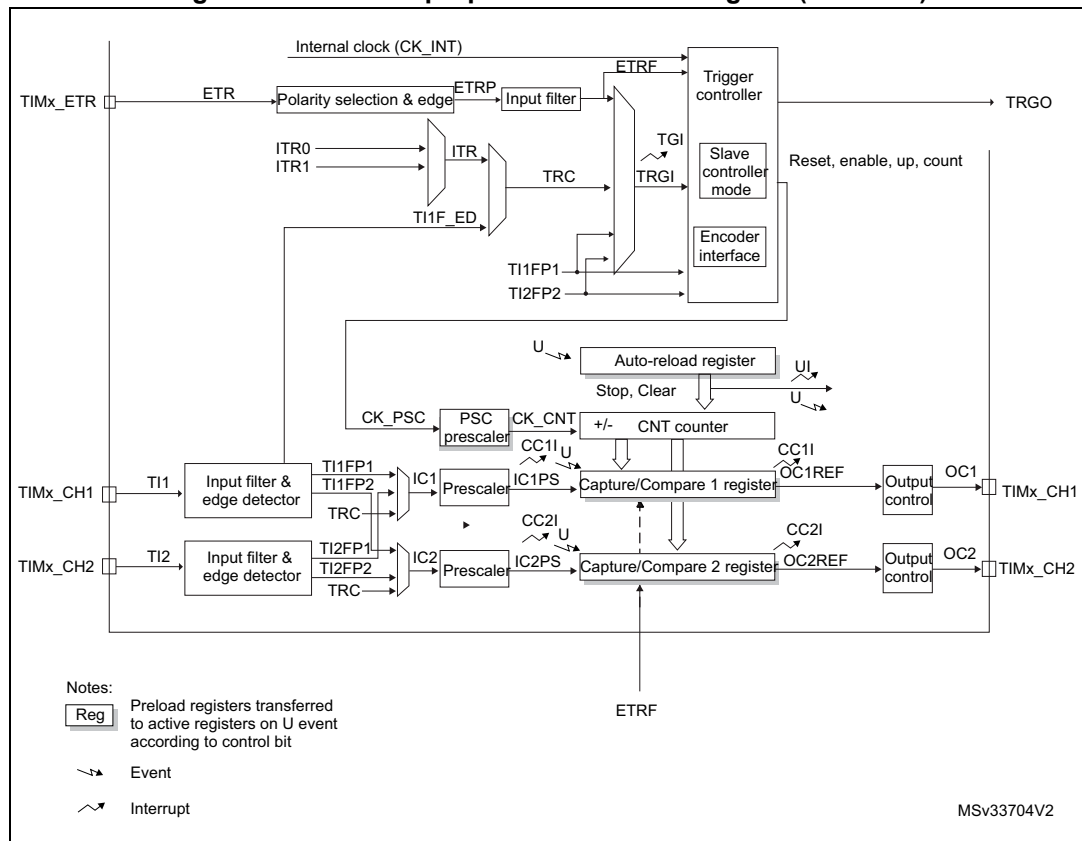 Internal clock (CK_INT)
ETRF
Trigger
controller
TIMx_ETR
ETR
Polarity selection & edge
ETRP
Input filter
TRGO
ITR0
ITR1
ITR
TGI
TRC
TRGI
Slave
controller
mode
Reset, enable, up, count
TI1F_ED
Encoder
interface
TI1FP1
TI2FP2
U
Auto-reload register
UI
Stop, Clear
U
CK_PSC
PSC
prescaler
CK_CNT
+/-
CNT counter
CC1I
U
CC1I
TIMx_CH1
TI1
Input filter &
edge detector
TI1FP1
TI1FP2
IC1
Prescaler
IC1PS
Capture/Compare 1 register
OC1REF
Output
control
OC1
TIMx_CH1
TRC
CC2I
U
CC2I
TIMx_CH2
TI2
Input filter &
edge detector
TI2FP1
TI2FP2
IC2
Prescaler
IC2PS
Capture/Compare 2 register
OC2REF
Output
control
OC2
TIMx_CH2
TRC
ETRF
Notes:
Reg
Preload registers transferred
to active registers on U event
according to control bit
Event
Interrupt
MSv33704V2